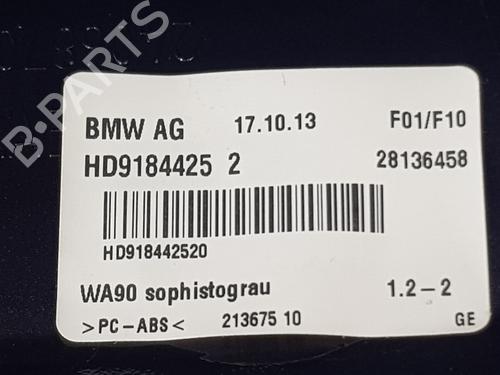 B-PARTS
BMW AG 17.10.13 F01/F10
HD9184425 2 28136458
HD918442520
WA90 sophistograu 1.2-2
>PC-ABS< 213675 10 GE